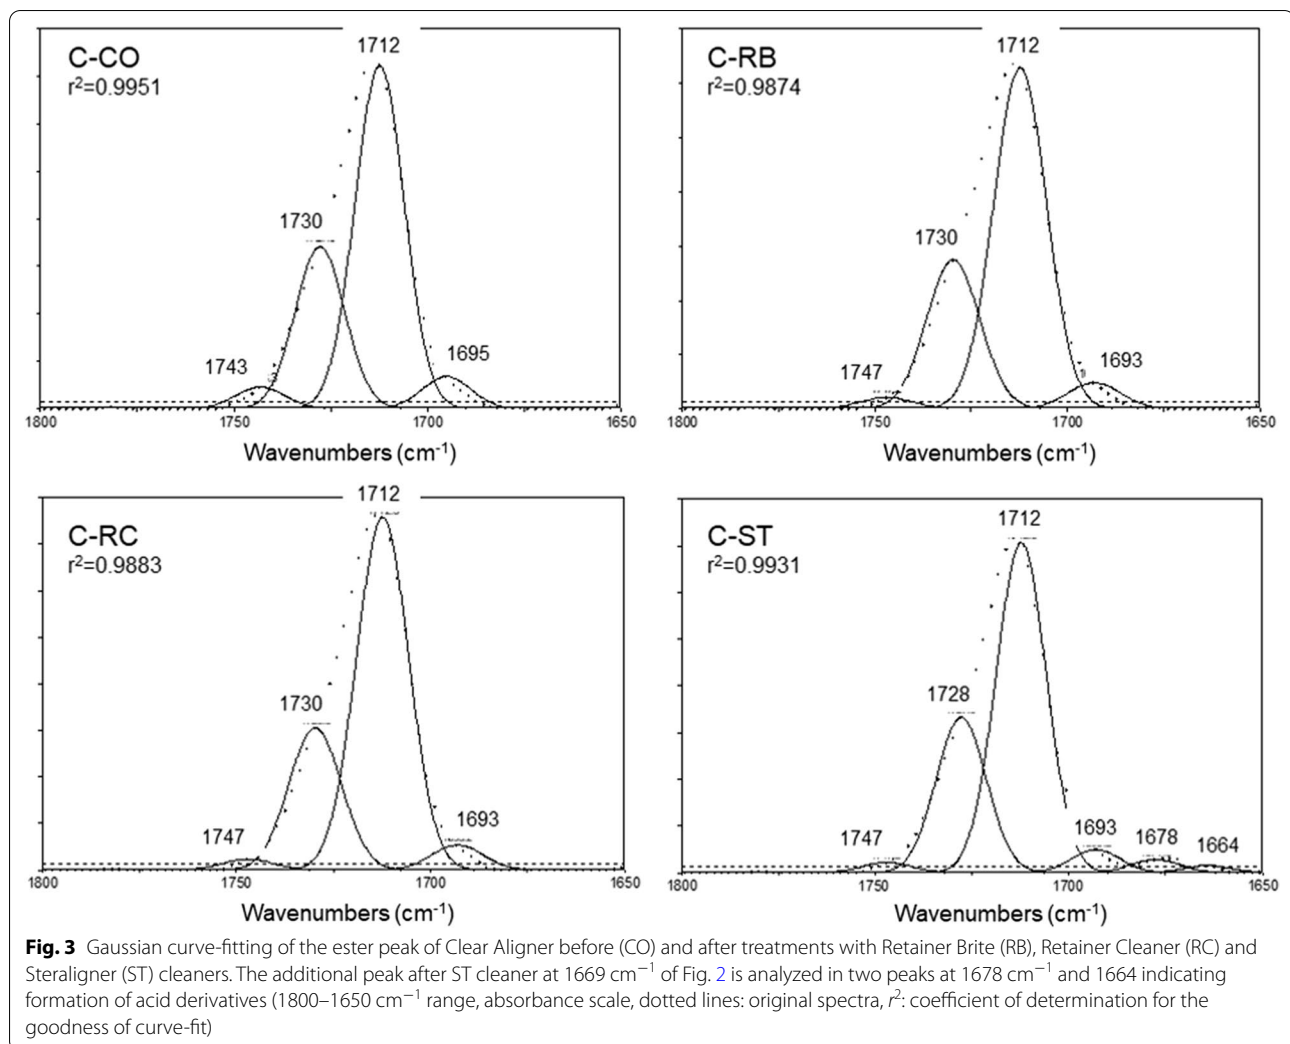 C-CO
r²=0.9951
1712
1730
1743
1695
1800
1750
1700
1650
Wavenumbers (cm⁻¹)
C-RB
r²=0.9874
1712
1730
1747
1693
1800
1750
1700
1650
Wavenumbers (cm⁻¹)
C-RC
r²=0.9883
1712
1730
1747
1693
1800
1750
1700
1650
Wavenumbers (cm⁻¹)
C-ST
r²=0.9931
1712
1728
1747
1693
1678
1664
1800
1750
1700
1650
Wavenumbers (cm⁻¹)
Fig. 3 Gaussian curve-fitting of the ester peak of Clear Aligner before (CO) and after treatments with Retainer Brite (RB), Retainer Cleaner (RC) and
Steraligner (ST) cleaners. The additional peak after ST cleaner at 1669 cm⁻¹ of Fig. 2 is analyzed in two peaks at 1678 cm⁻¹ and 1664 indicating
formation of acid derivatives (1800–1650 cm⁻¹ range, absorbance scale, dotted lines: original spectra, r²: coefficient of determination for the
goodness of curve-fit)